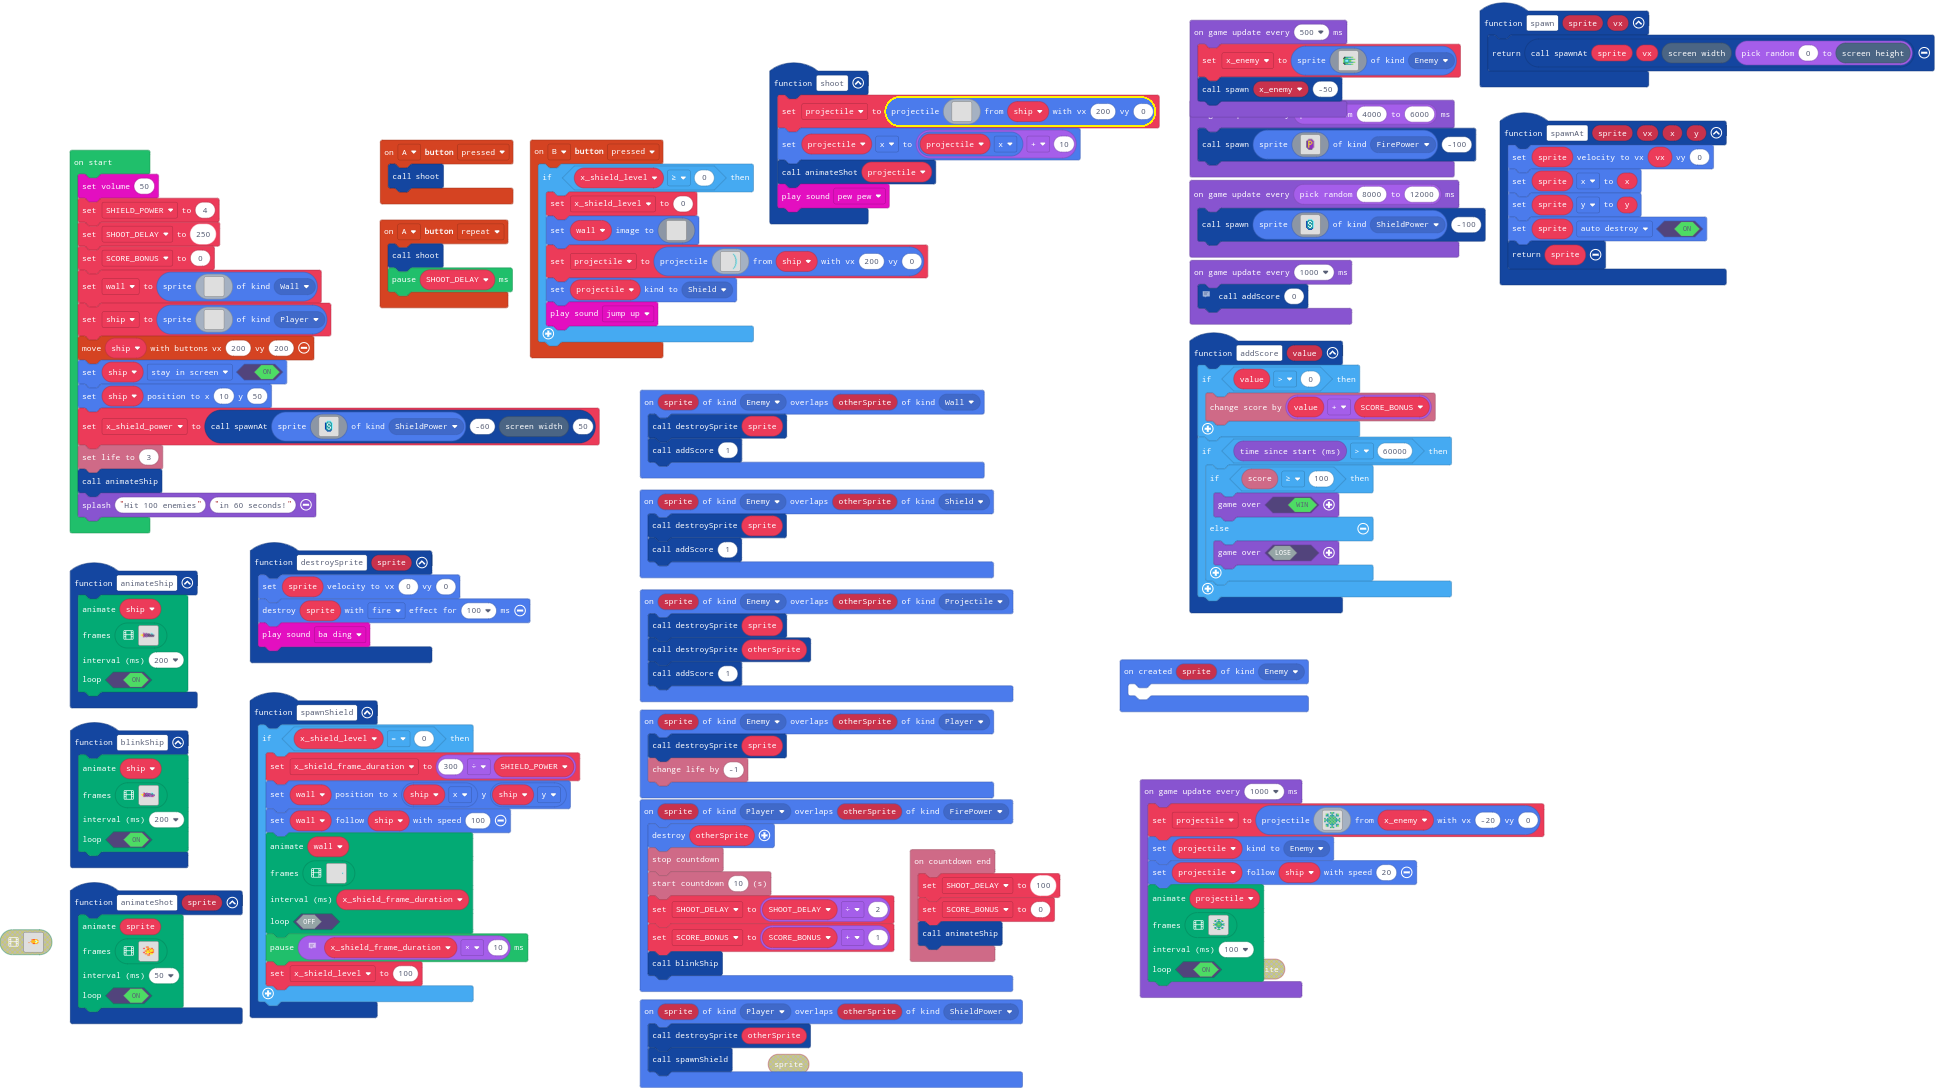 on start
set volume 50
set SHIELD_POWER to 4
set SHOOT_DELAY to 250
set SCORE_BONUS to 0
set wall to sprite of kind Wall
set ship to sprite of kind Player
move ship with buttons vx 200 vy 200
set ship stay in screen ON
set ship position to x 10 y 50
set x_shield_power to call spawnAt sprite of kind ShieldPower -60 screen width 50
set life to 3
call animateShip
splash "Hit 100 enemies" "in 60 seconds!"
function animateShip
animate ship
frames
interval (ms) 200
loop ON
function blinkShip
animate ship
frames
interval (ms) 200
loop ON
function animateShot sprite
animate sprite
frames
interval (ms) 50
loop ON
function destroySprite sprite
set sprite velocity to vx 0 vy 0
destroy sprite with fire effect for 100 ms
play sound ba ding
function spawnShield
if x_shield_level = 0 then
set x_shield_frame_duration to 300 ÷ SHIELD_POWER
set wall position to x ship x y ship y
set wall follow ship with speed 100
animate wall
frames
interval (ms) x_shield_frame_duration
loop OFF
pause x_shield_frame_duration × 10 ms
set x_shield_level to 100
on A button pressed
call shoot
on A button repeat
call shoot
pause SHOOT_DELAY ms
on B button pressed
if x_shield_level ≥ 0 then
set x_shield_level to 0
set wall image to
set projectile to projectile from ship with vx 200 vy 0
set projectile kind to Shield
play sound jump up
function shoot
set projectile to projectile from ship with vx 200 vy 0
set projectile x to projectile x + 10
call animateShot projectile
play sound pew pew
on sprite of kind Enemy overlaps otherSprite of kind Wall
call destroySprite sprite
call addScore 1
on sprite of kind Enemy overlaps otherSprite of kind Shield
call destroySprite sprite
call addScore 1
on sprite of kind Enemy overlaps otherSprite of kind Projectile
call destroySprite sprite
call destroySprite otherSprite
call addScore 1
on sprite of kind Enemy overlaps otherSprite of kind Player
call destroySprite sprite
change life by -1
on sprite of kind Player overlaps otherSprite of kind FirePower
destroy otherSprite
stop countdown
start countdown 10 (s)
set SHOOT_DELAY to SHOOT_DELAY ÷ 2
set SCORE_BONUS to SCORE_BONUS + 1
call blinkShip
on countdown end
set SHOOT_DELAY to 100
set SCORE_BONUS to 0
call animateShip
on sprite of kind Player overlaps otherSprite of kind ShieldPower
call destroySprite otherSprite
call spawnShield
sprite
on game update every 500 ms
set x_enemy to sprite of kind Enemy
call spawn x_enemy -50
4000 to 6000 ms
call spawn sprite of kind FirePower -100
on game update every pick random 8000 to 12000 ms
call spawn sprite of kind ShieldPower -100
on game update every 1000 ms
call addScore 0
function addScore value
if value > 0 then
change score by value + SCORE_BONUS
if time since start (ms) > 60000 then
if score ≥ 100 then
game over WIN
else
game over LOSE
on created sprite of kind Enemy
on game update every 1000 ms
set projectile to projectile from x_enemy with vx -20 vy 0
set projectile kind to Enemy
set projectile follow ship with speed 20
animate projectile
frames
interval (ms) 100
loop ON
function spawn sprite vx
return call spawnAt sprite vx screen width pick random 0 to screen height
function spawnAt sprite vx x y
set sprite velocity to vx vx vy 0
set sprite x to x
set sprite y to y
set sprite auto destroy ON
return sprite